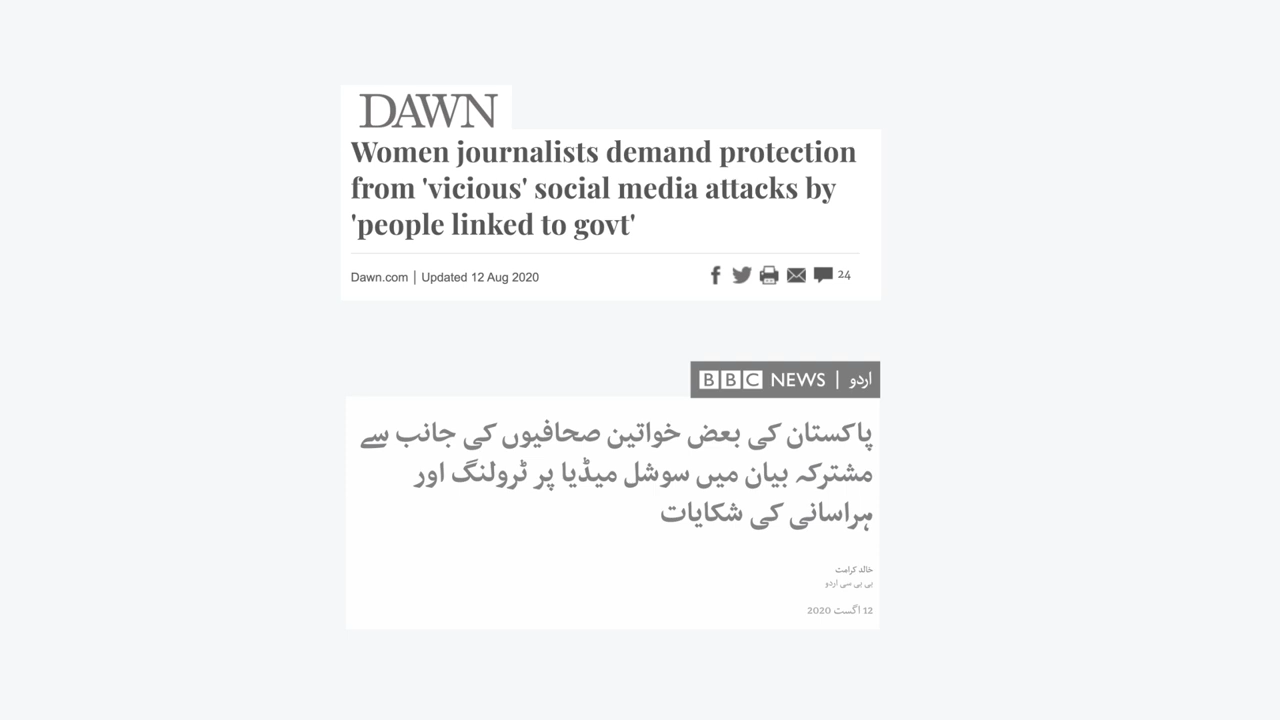 DAWN
Women journalists demand protection
from 'vicious' social media attacks by
'people linked to govt'
Dawn.com | Updated 12 Aug 2020
24
BBC NEWS | اردو
پاکستان کی بعض خواتین صحافیوں کی جانب سے
مشترکہ بیان میں سوشل میڈیا پر ٹرولنگ اور
ہراسانی کی شکایات
خالد کرامت
بی بی سی اردو
12 اگست 2020